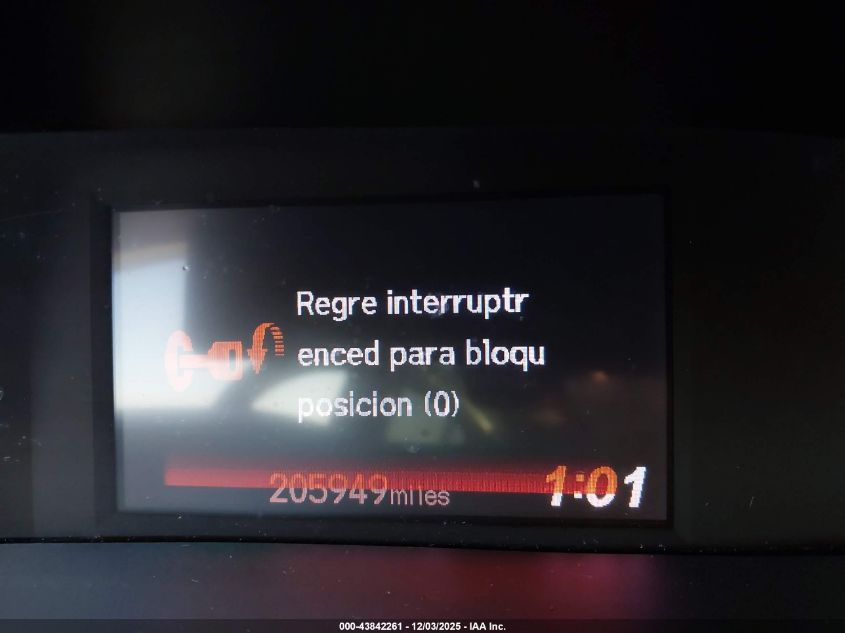 Regre interruptr
enced para bloqu
posicion (0)
205949miles 1:01
000-43842261 - 12/03/2025 - IAA Inc.